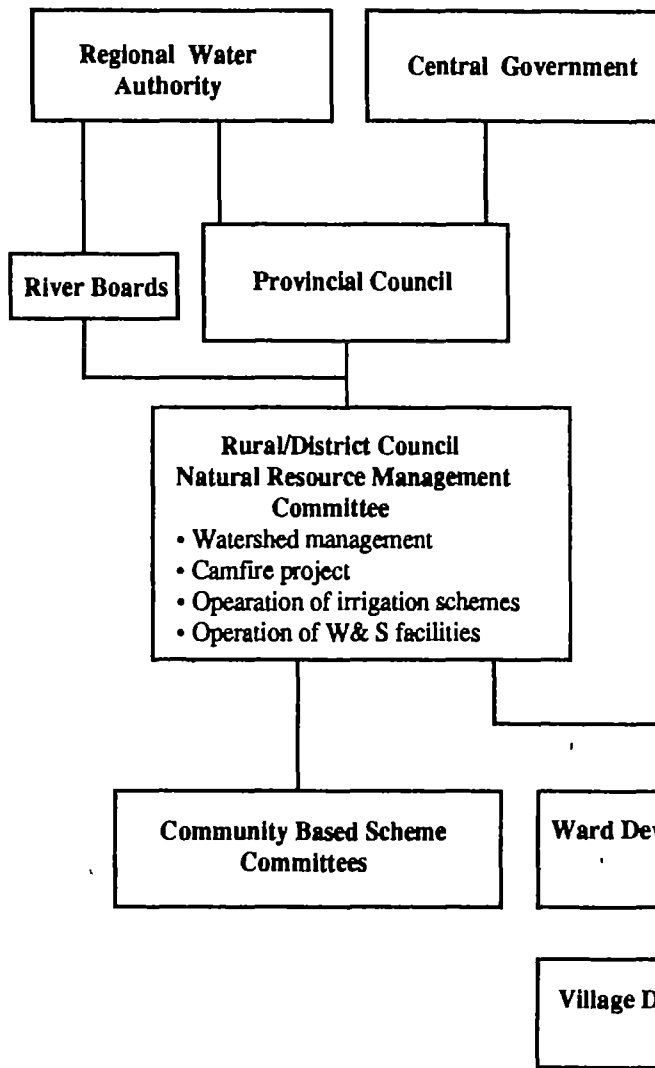 Regional Water
Authority
Central Government
River Boards
Provincial Council
Rural/District Council
Natural Resource Management
Committee
• Watershed management
• Camfire project
• Opearation of irrigation schemes
• Operation of W& S facilities
Community Based Scheme
Committees
Ward Dev
Village D